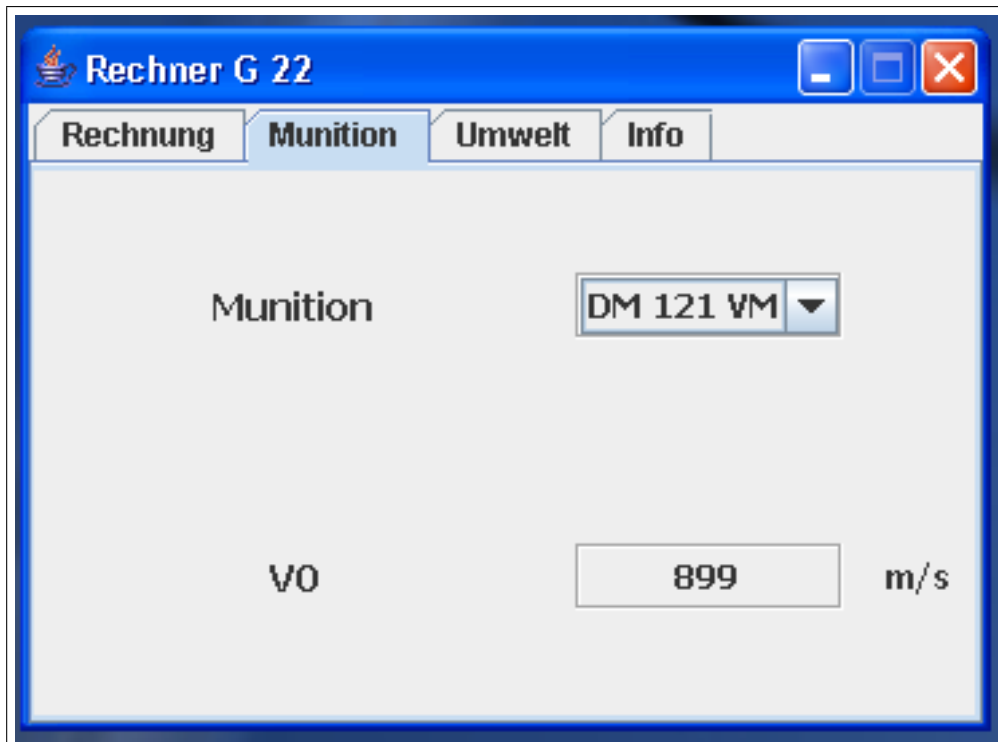 Rechner G 22
Rechnung Munition Umwelt Info
Munition DM 121 VM
V0 899 m/s